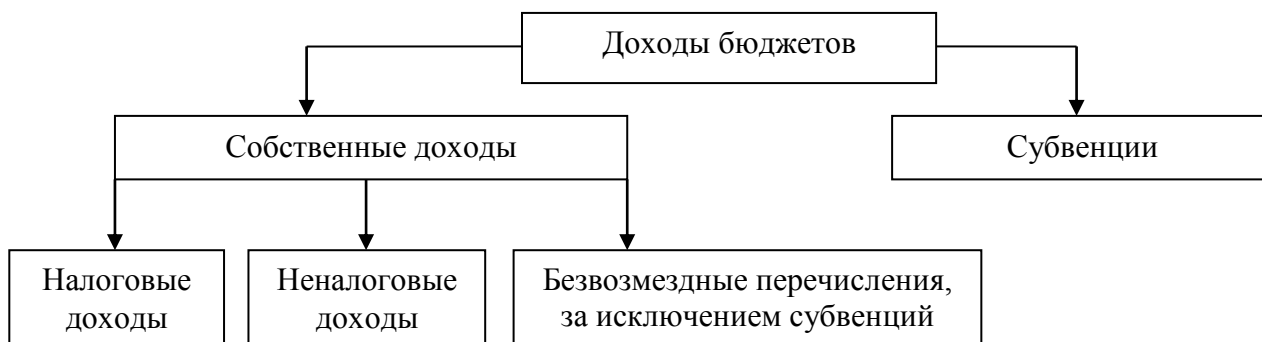 Доходы бюджетов
Собственные доходы
Субвенции
Налоговые
доходы
Неналоговые
доходы
Безвозмездные перечисления,
за исключением субвенций